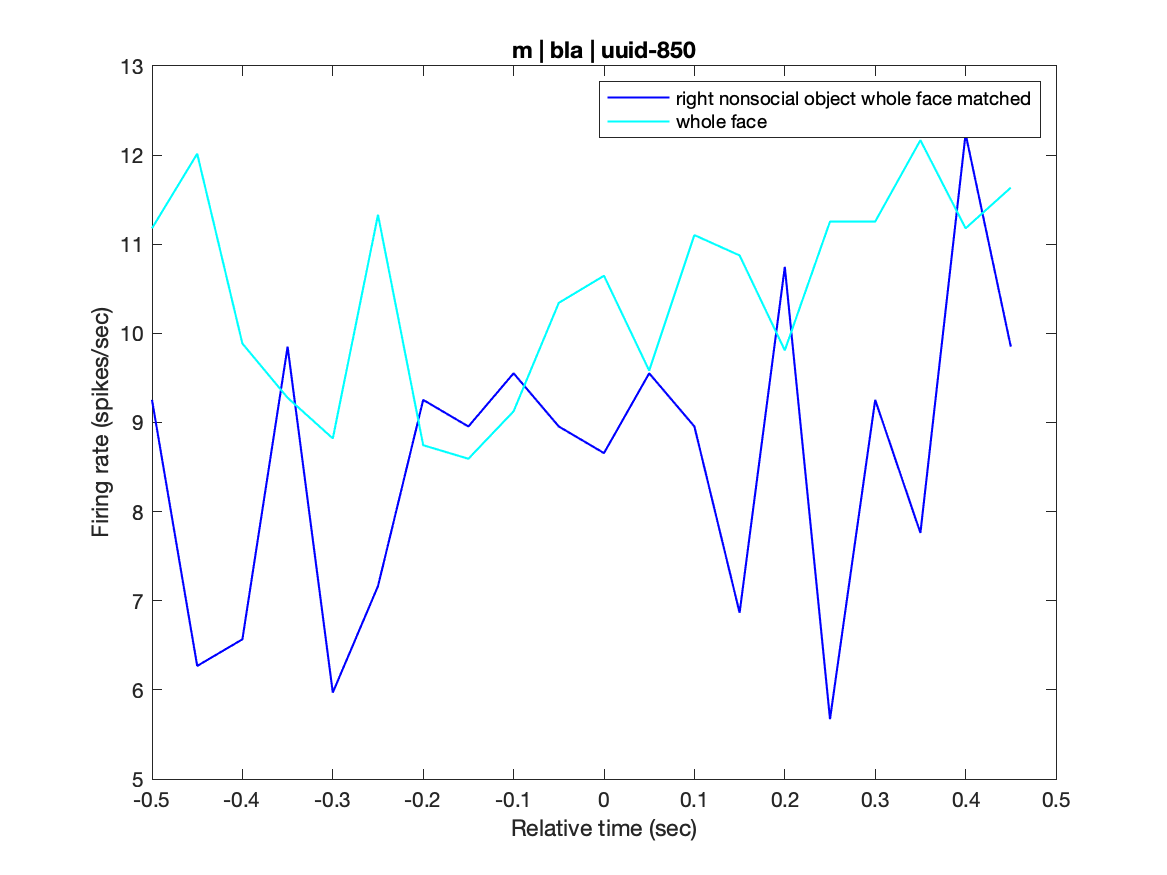 m | bla | uuid-850
right nonsocial object whole face matched
whole face
Firing rate (spikes/sec)
13
12
11
10
9
8
7
6
5
-0.5 -0.4 -0.3 -0.2 -0.1 0 0.1 0.2 0.3 0.4 0.5
Relative time (sec)